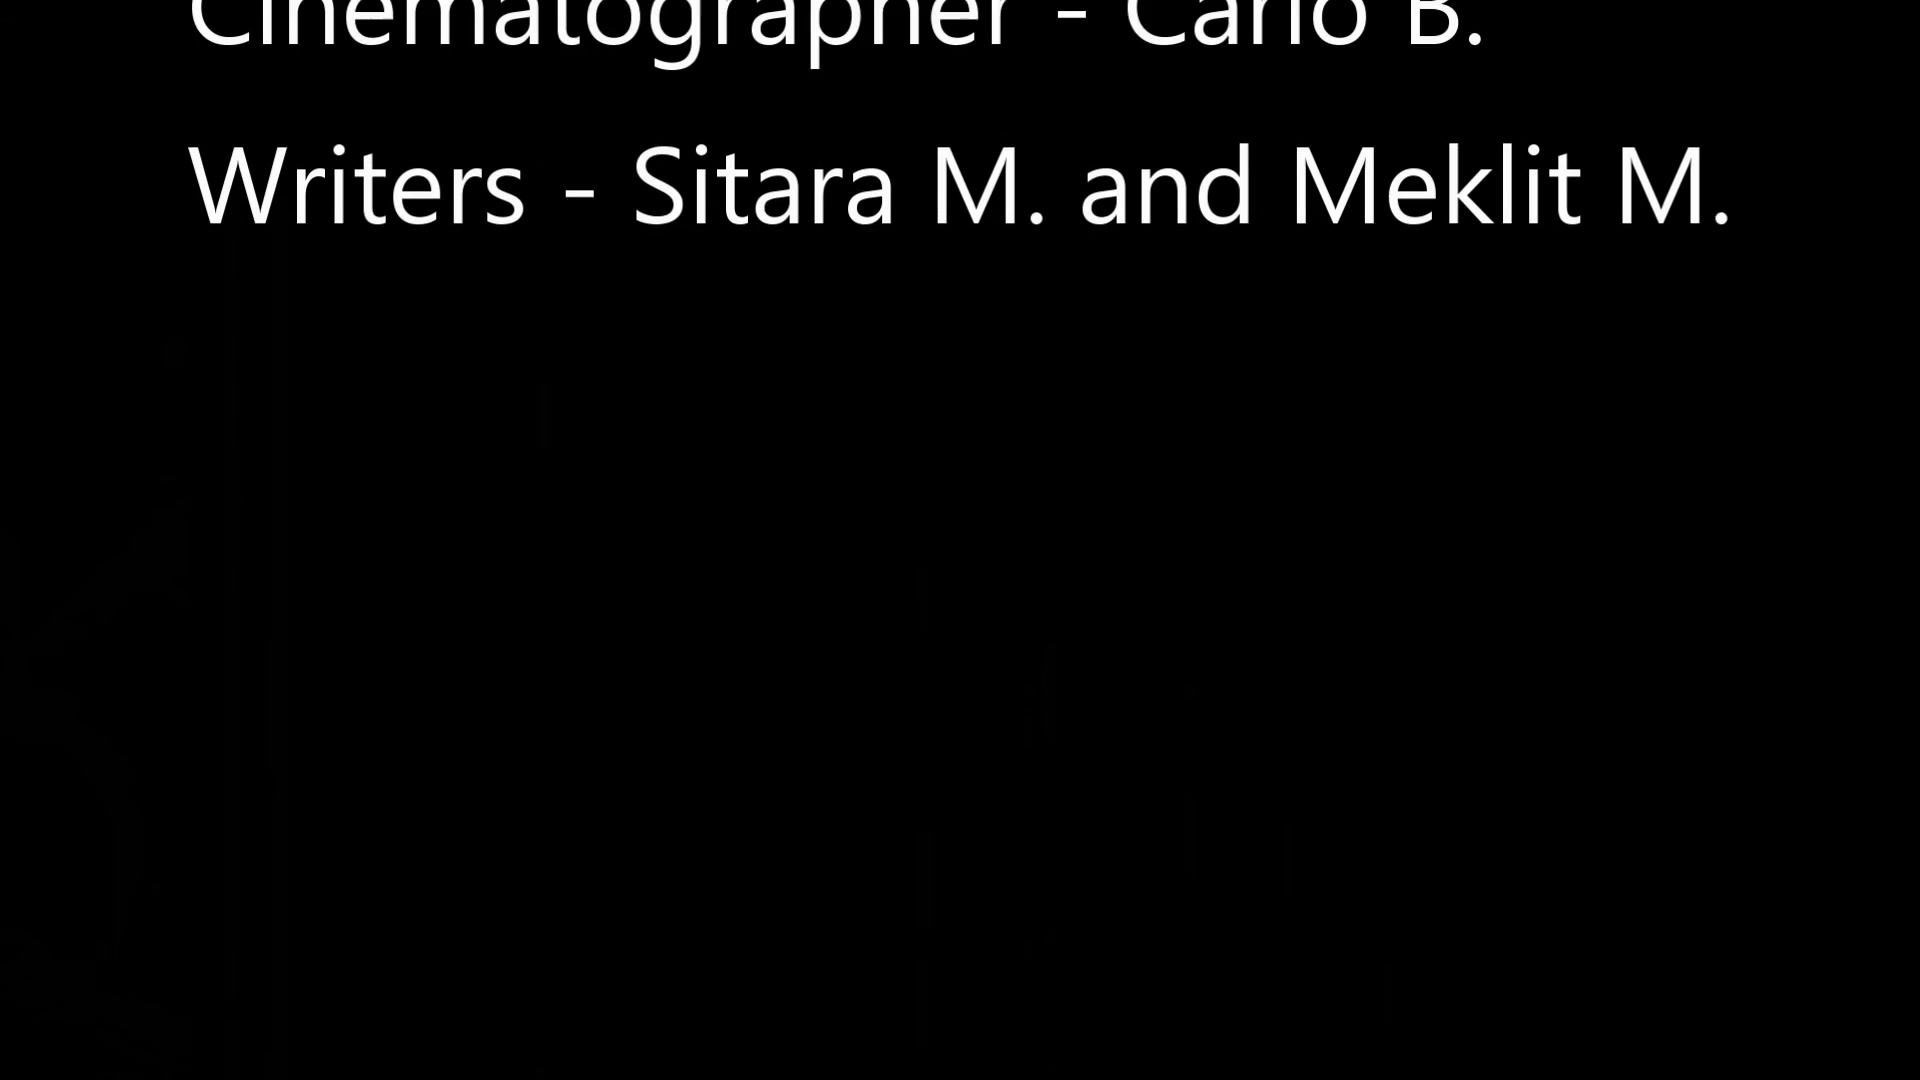 Cinematographer - Carlo B.
Writers - Sitara M. and Meklit M.